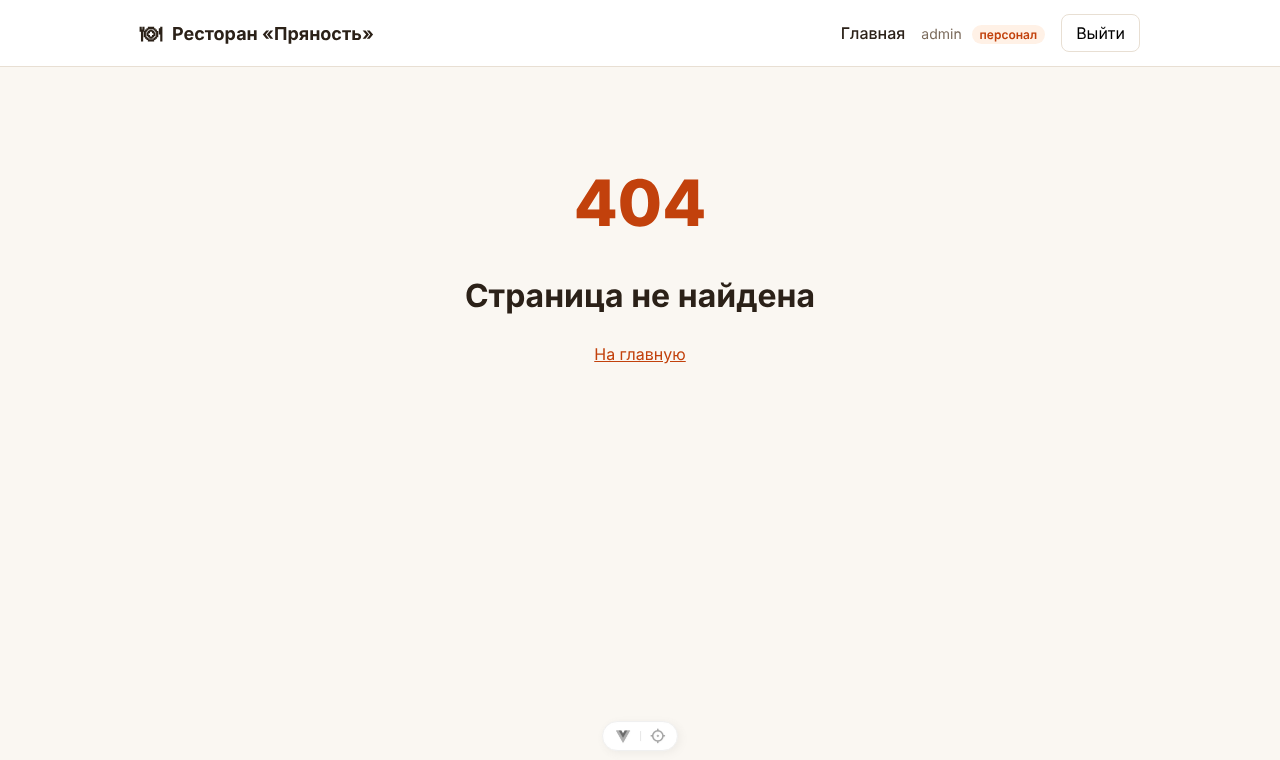 Ресторан «Пряность»
Главная admin персонал Выйти
404
Страница не найдена
На главную